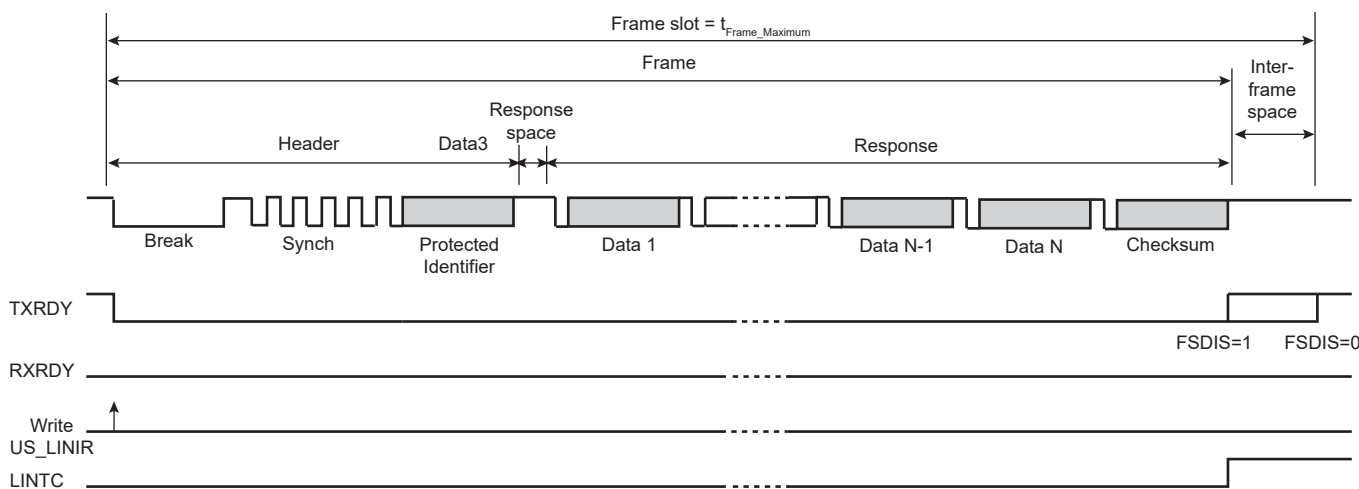 Frame slot = tFrame_Maximum
Frame
Inter-
frame
space
Response
space
Header
Data3
Response
Break
Synch
Protected
Identifier
Data 1
Data N-1
Data N
Checksum
TXRDY
FSDIS=1
FSDIS=0
RXRDY
Write
US_LINIR
LINTC